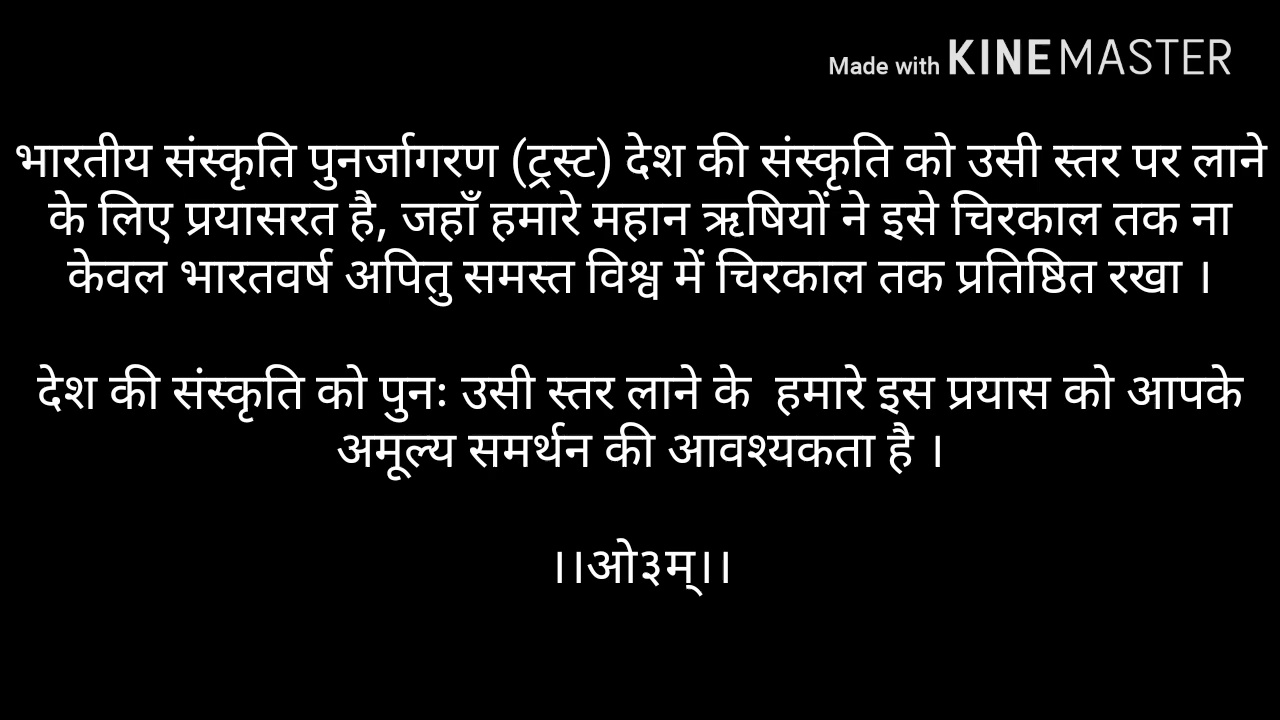 Made with KINEMASTER
भारतीय संस्कृति पुनर्जागरण (ट्रस्ट) देश की संस्कृति को उसी स्तर पर लाने
के लिए प्रयासरत है, जहाँ हमारे महान ऋषियों ने इसे चिरकाल तक ना
केवल भारतवर्ष अपितु समस्त विश्व में चिरकाल तक प्रतिष्ठित रखा ।
देश की संस्कृति को पुनः उसी स्तर लाने के  हमारे इस प्रयास को आपके
अमूल्य समर्थन की आवश्यकता है ।
।।ओ३म्।।